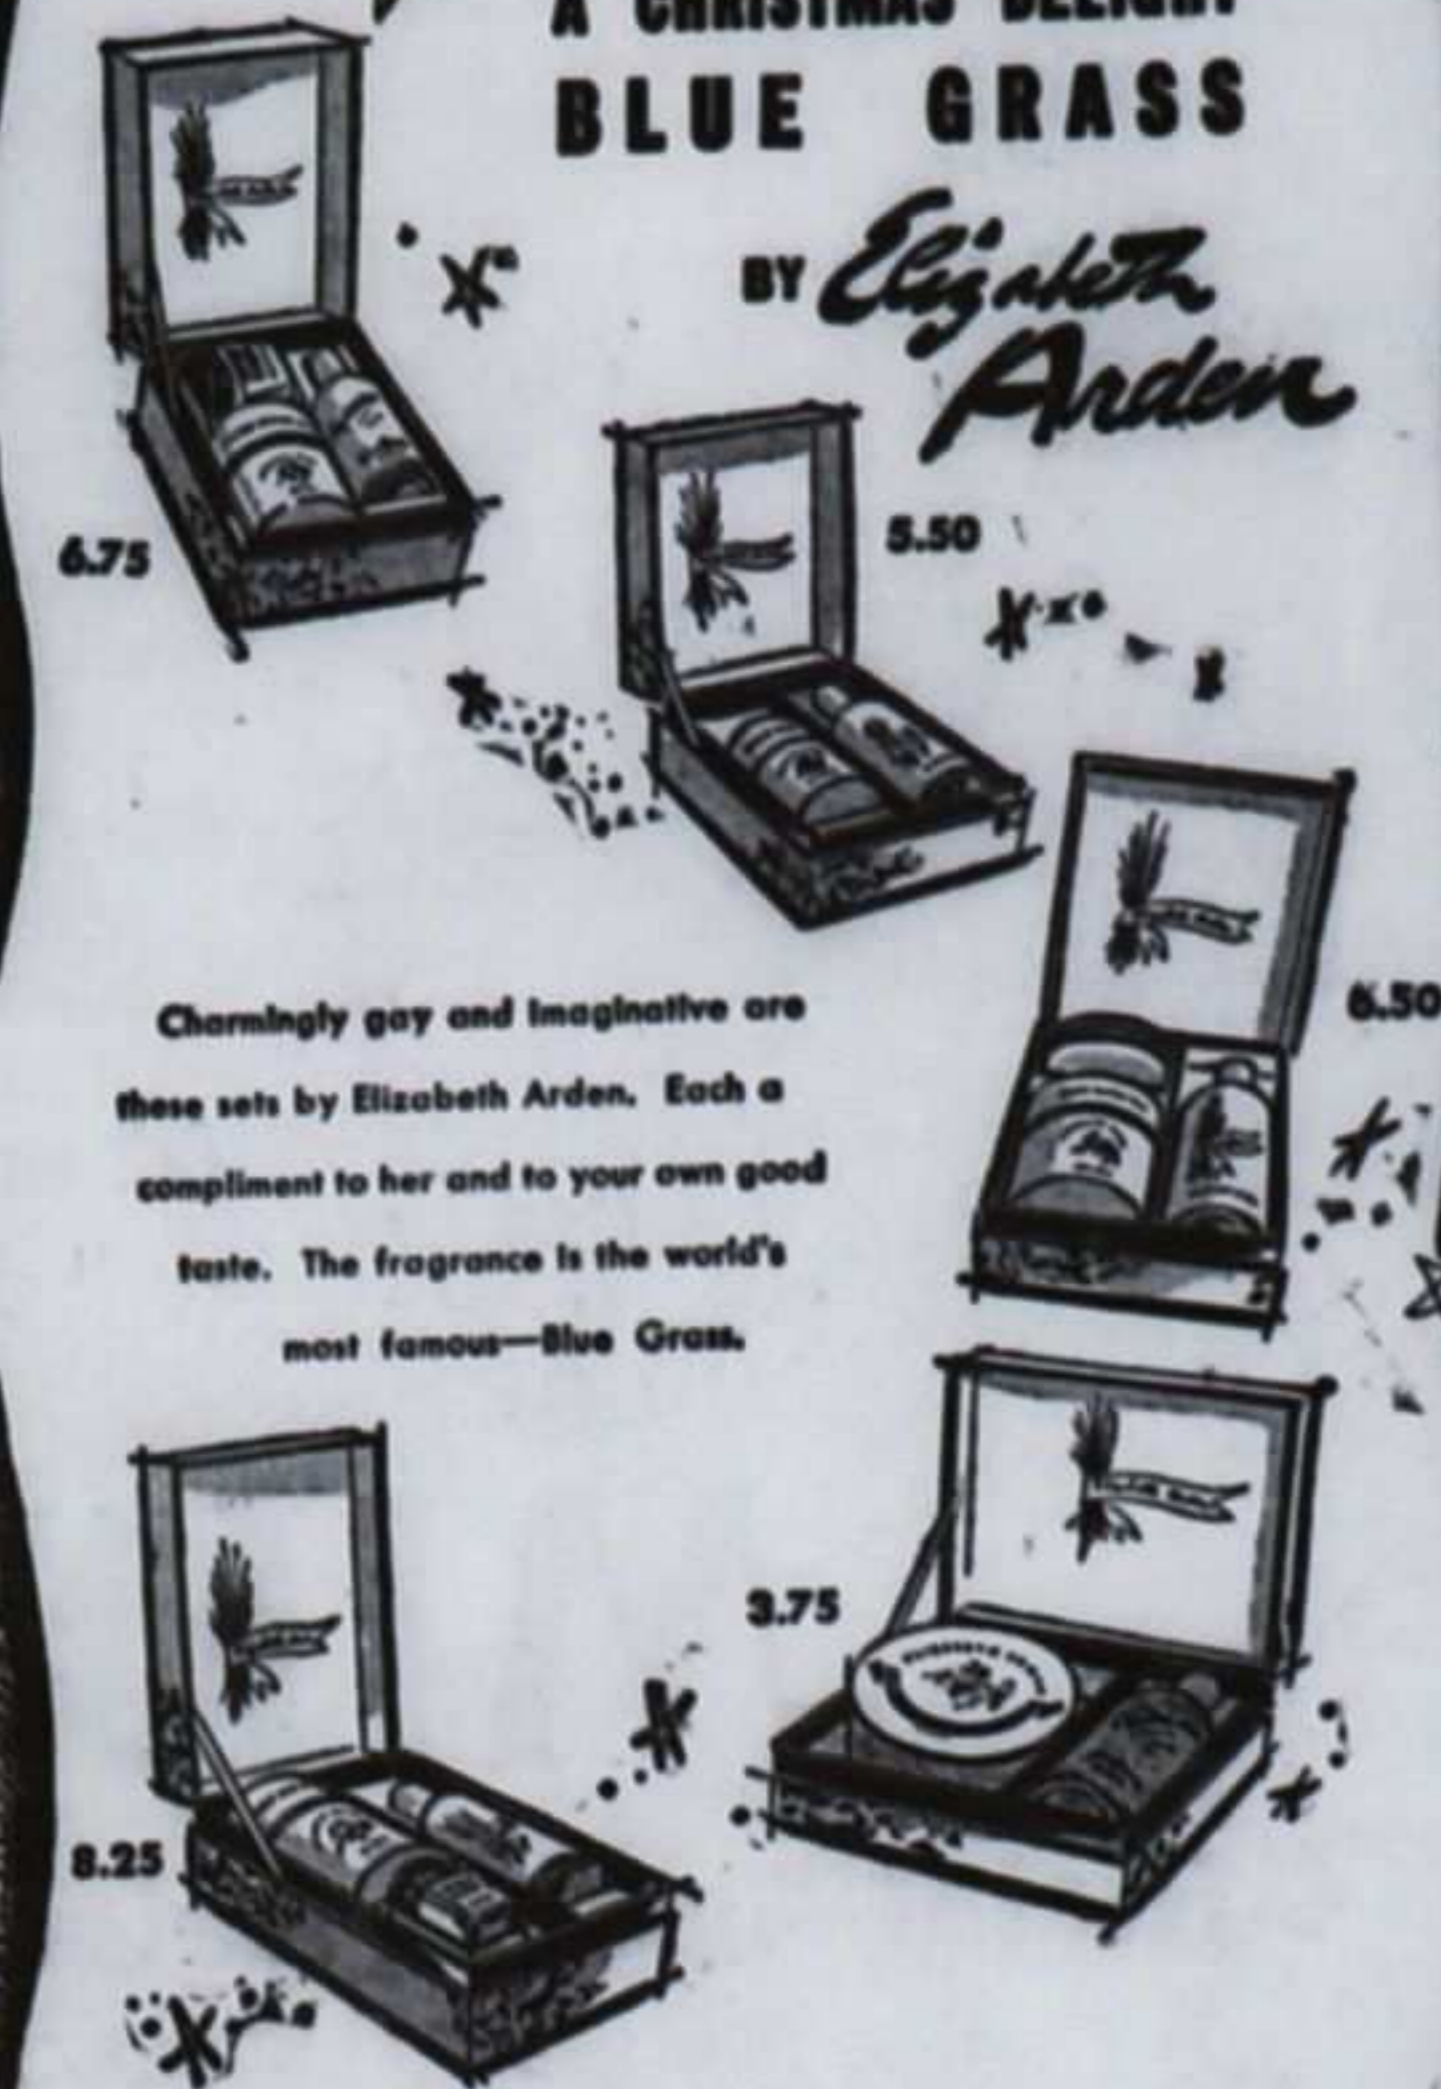 A CHRISTMAS DELIGHT
BLUE GRASS
BY Elizabeth
Arden
6.75
5.50
6.50
Charmingly gay and imaginative are
these sets by Elizabeth Arden. Each a
compliment to her and to your own good
taste. The fragrance is the world's
most famous—Blue Grass.
3.75
8.25